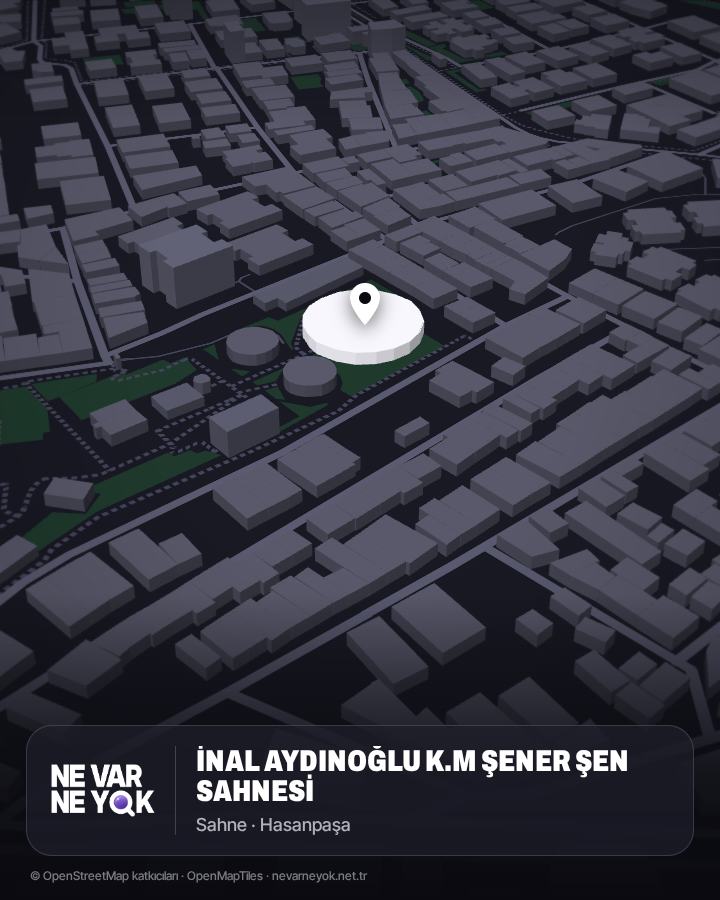 NE VAR
NE YOK
İNAL AYDINOĞLU K.M ŞENER ŞEN
SAHNESİ
Sahne · Hasanpaşa
© OpenStreetMap katkıcıları · OpenMapTiles · nevarneyok.net.tr